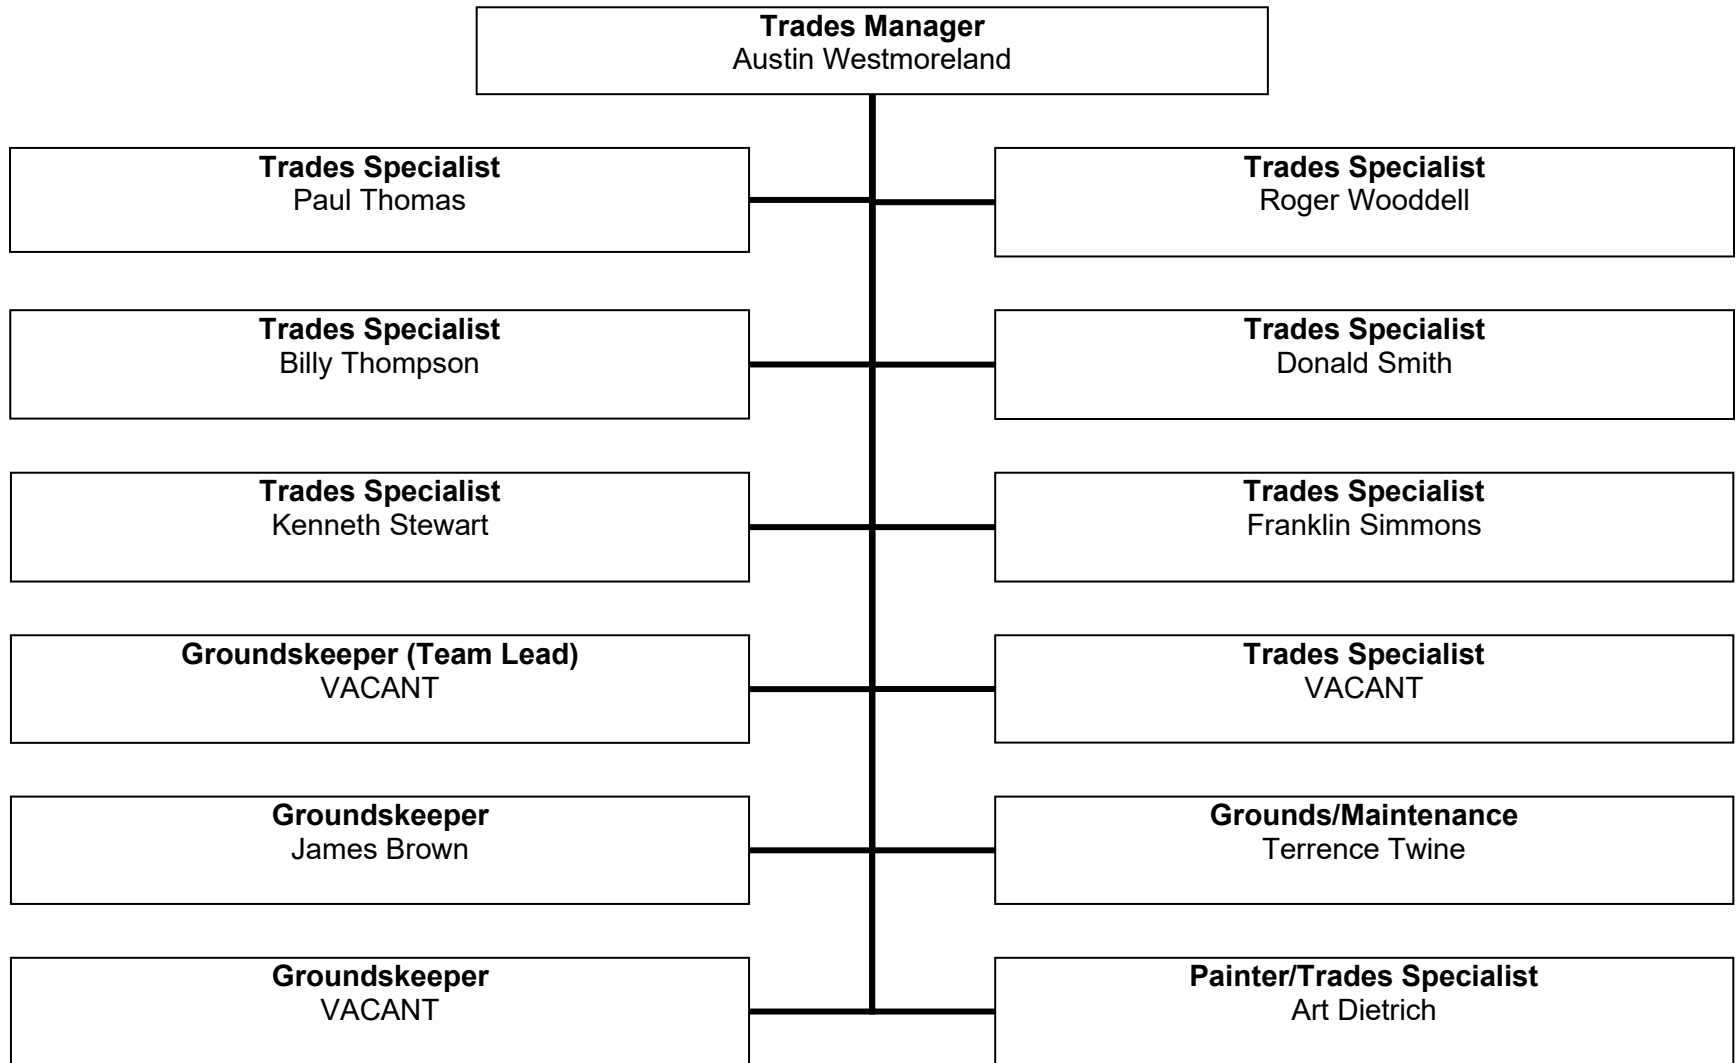 Trades Manager
Austin Westmoreland
Trades Specialist
Paul Thomas
Trades Specialist
Roger Wooddell
Trades Specialist
Billy Thompson
Trades Specialist
Donald Smith
Trades Specialist
Kenneth Stewart
Trades Specialist
Franklin Simmons
Groundskeeper (Team Lead)
VACANT
Trades Specialist
VACANT
Groundskeeper
James Brown
Grounds/Maintenance
Terrence Twine
Groundskeeper
VACANT
Painter/Trades Specialist
Art Dietrich